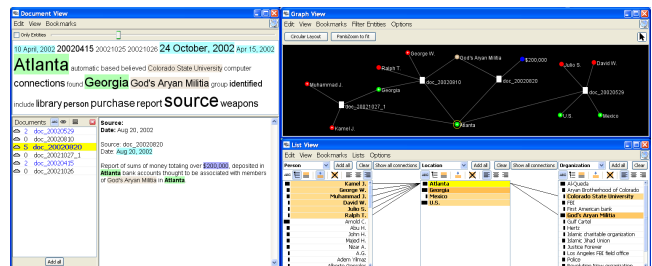 Document View
Edit View Bookmarks
Only Entities
10 April, 2002 20020415 20021025 20021026 24 October, 2002 Apr 15, 2002
Atlanta automatic based believed Colorado State University computer
connections found Georgia God's Aryan Militia group identified
include library person purchase report source weapons
Documents
2 doc_20020529
0 doc_20020810
5 doc_20020820
0 doc_20021027_1
2 doc_20020415
0 doc_20021026
Add all
Source:
Date: Aug 20, 2002
Source: doc_20020820
Date: Aug 20, 2002
Report of sums of money totaling over $200,000, deposited in
Atlanta bank accounts thought to be associated with members
of God's Aryan Militia in Atlanta
Graph View
Edit View Bookmarks Filter Entities Options
Circular Layout Pan&Zoom to fit
George W.
God's Aryan Militia
$200,000
David W.
Ralph T.
Julio S.
Muhammad J.
doc_20020810
doc_20020820
Georgia
doc_20020529
doc_20021027_1
U.S.
Mexico
Kamel J.
Atlanta
List View
Edit View Bookmarks Lists Options
Person Add all Clear Show all connections
Kamel J.
George W.
Muhammad J.
David W.
Julio S.
Ralph T.
Arnold C.
Abu H.
John H.
Majed H.
Nisar A.
A.G.
Adem Yilmaz
Location Add all Clear Show all connections
Atlanta
Georgia
Mexico
U.S.
Organization Add all Clear
Al-Queda
Aryan Brotherhood of Colorado
Colorado State University
FBI
First American bank
God's Aryan Militia
Gulf Cartel
Hertz
Islamic charitable organization
Islamic Jihad Union
Justice Forever
Los Angeles FBI field office
Police